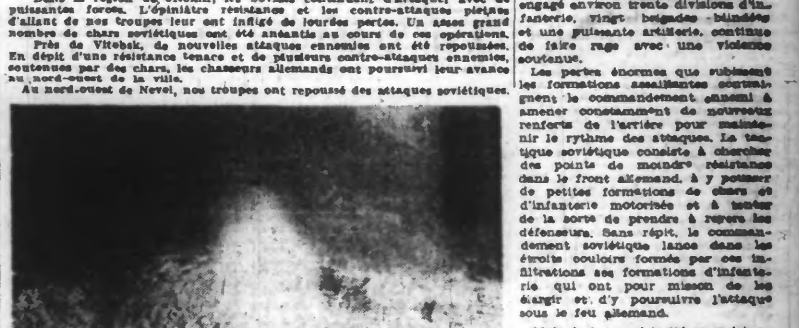 puissantes forces. L'opiniâtre résistance et les contre-attaques pleines
d'allant de nos troupes leur ont infligé de lourdes pertes. Un assez grand
nombre de chars soviétiques ont été anéantis au cours de ces opérations.
Près de Vitebsk, de nouvelles attaques ennemies ont été repoussées.
En dépit d'une résistance tenace et de plusieurs contre-attaques ennemies,
soutenues par des chars, les chasseurs allemands ont poursuivi leur avance
au nord-ouest de la ville.
Au nord-ouest de Nevel, nos troupes ont repoussé des attaques soviétiques.
engagé environ trente divisions d'in-
fanterie, vingt brigades blindées
et une puissante artillerie, continue
de faire rage avec une violence
soutenue.
Les pertes énormes que subissent
les formations assaillantes contrai-
gnent le commandement ennemi à
amener constamment de nouveaux
renforts de l'arrière pour mainte-
nir le rythme des attaques. La tac-
tique soviétique consiste à chercher
des points de moindre résistance
dans le front allemand, à y pousser
de petites formations de chars et
d'infanterie motorisée et à tenter
de la sorte de prendre à revers les
défenseurs. Sans répit, le comman-
dement soviétique lance dans les
étroits couloirs formés par ces in-
filtrations ses formations d'infante-
rie qui ont pour misson de les
élargir et d'y poursuivre l'attaque
sous le feu allemand.